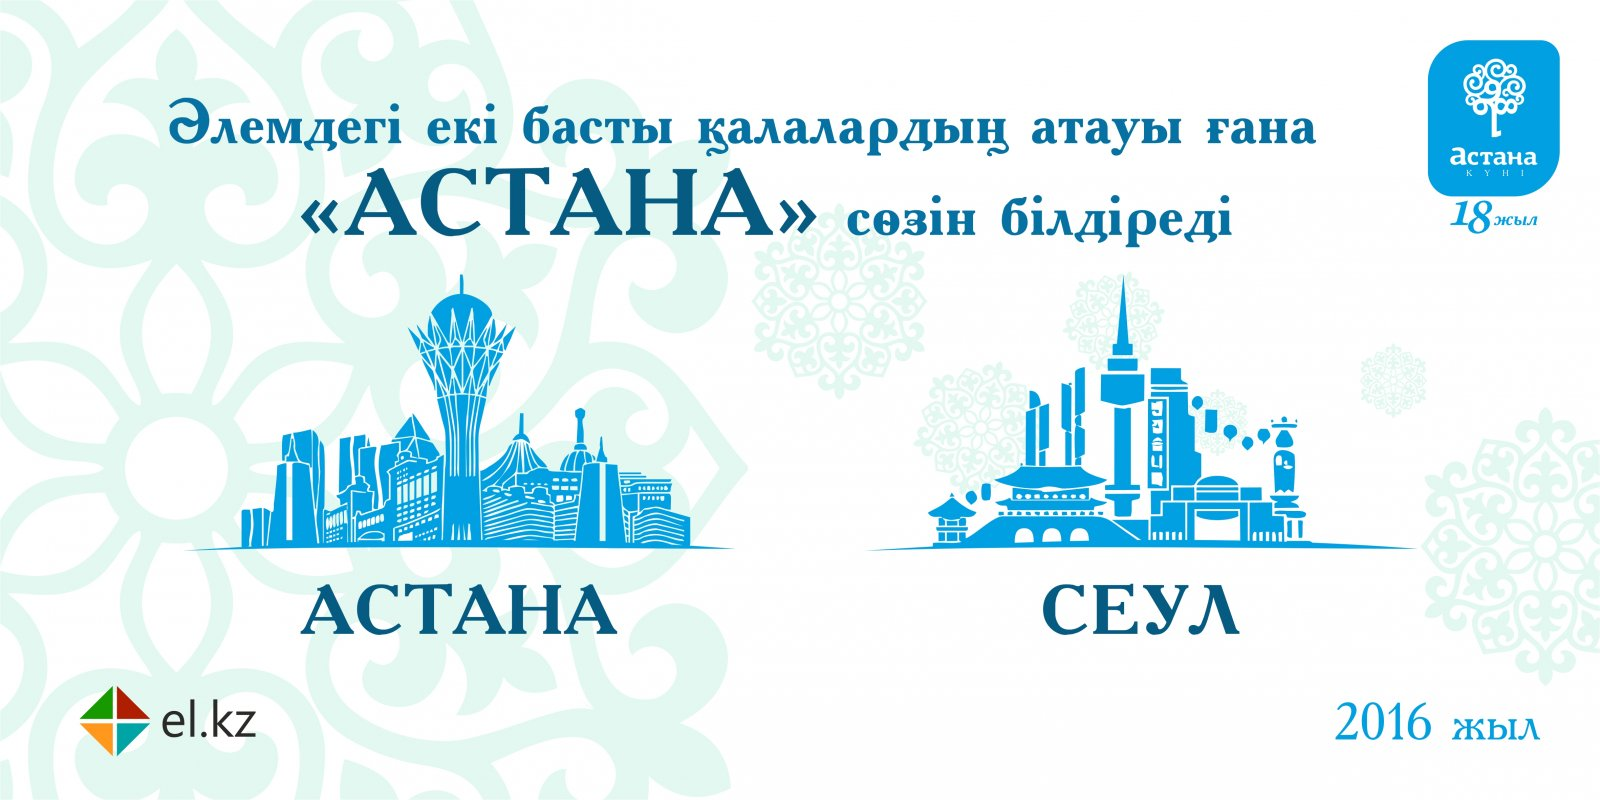 Әлемдегі екі басты қалалардың атауы ғана
«АСТАНА» сөзін білдіреді
астана
КҮНІ
18 жыл
АСТАНА
СЕУЛ
el.kz
2016 жыл